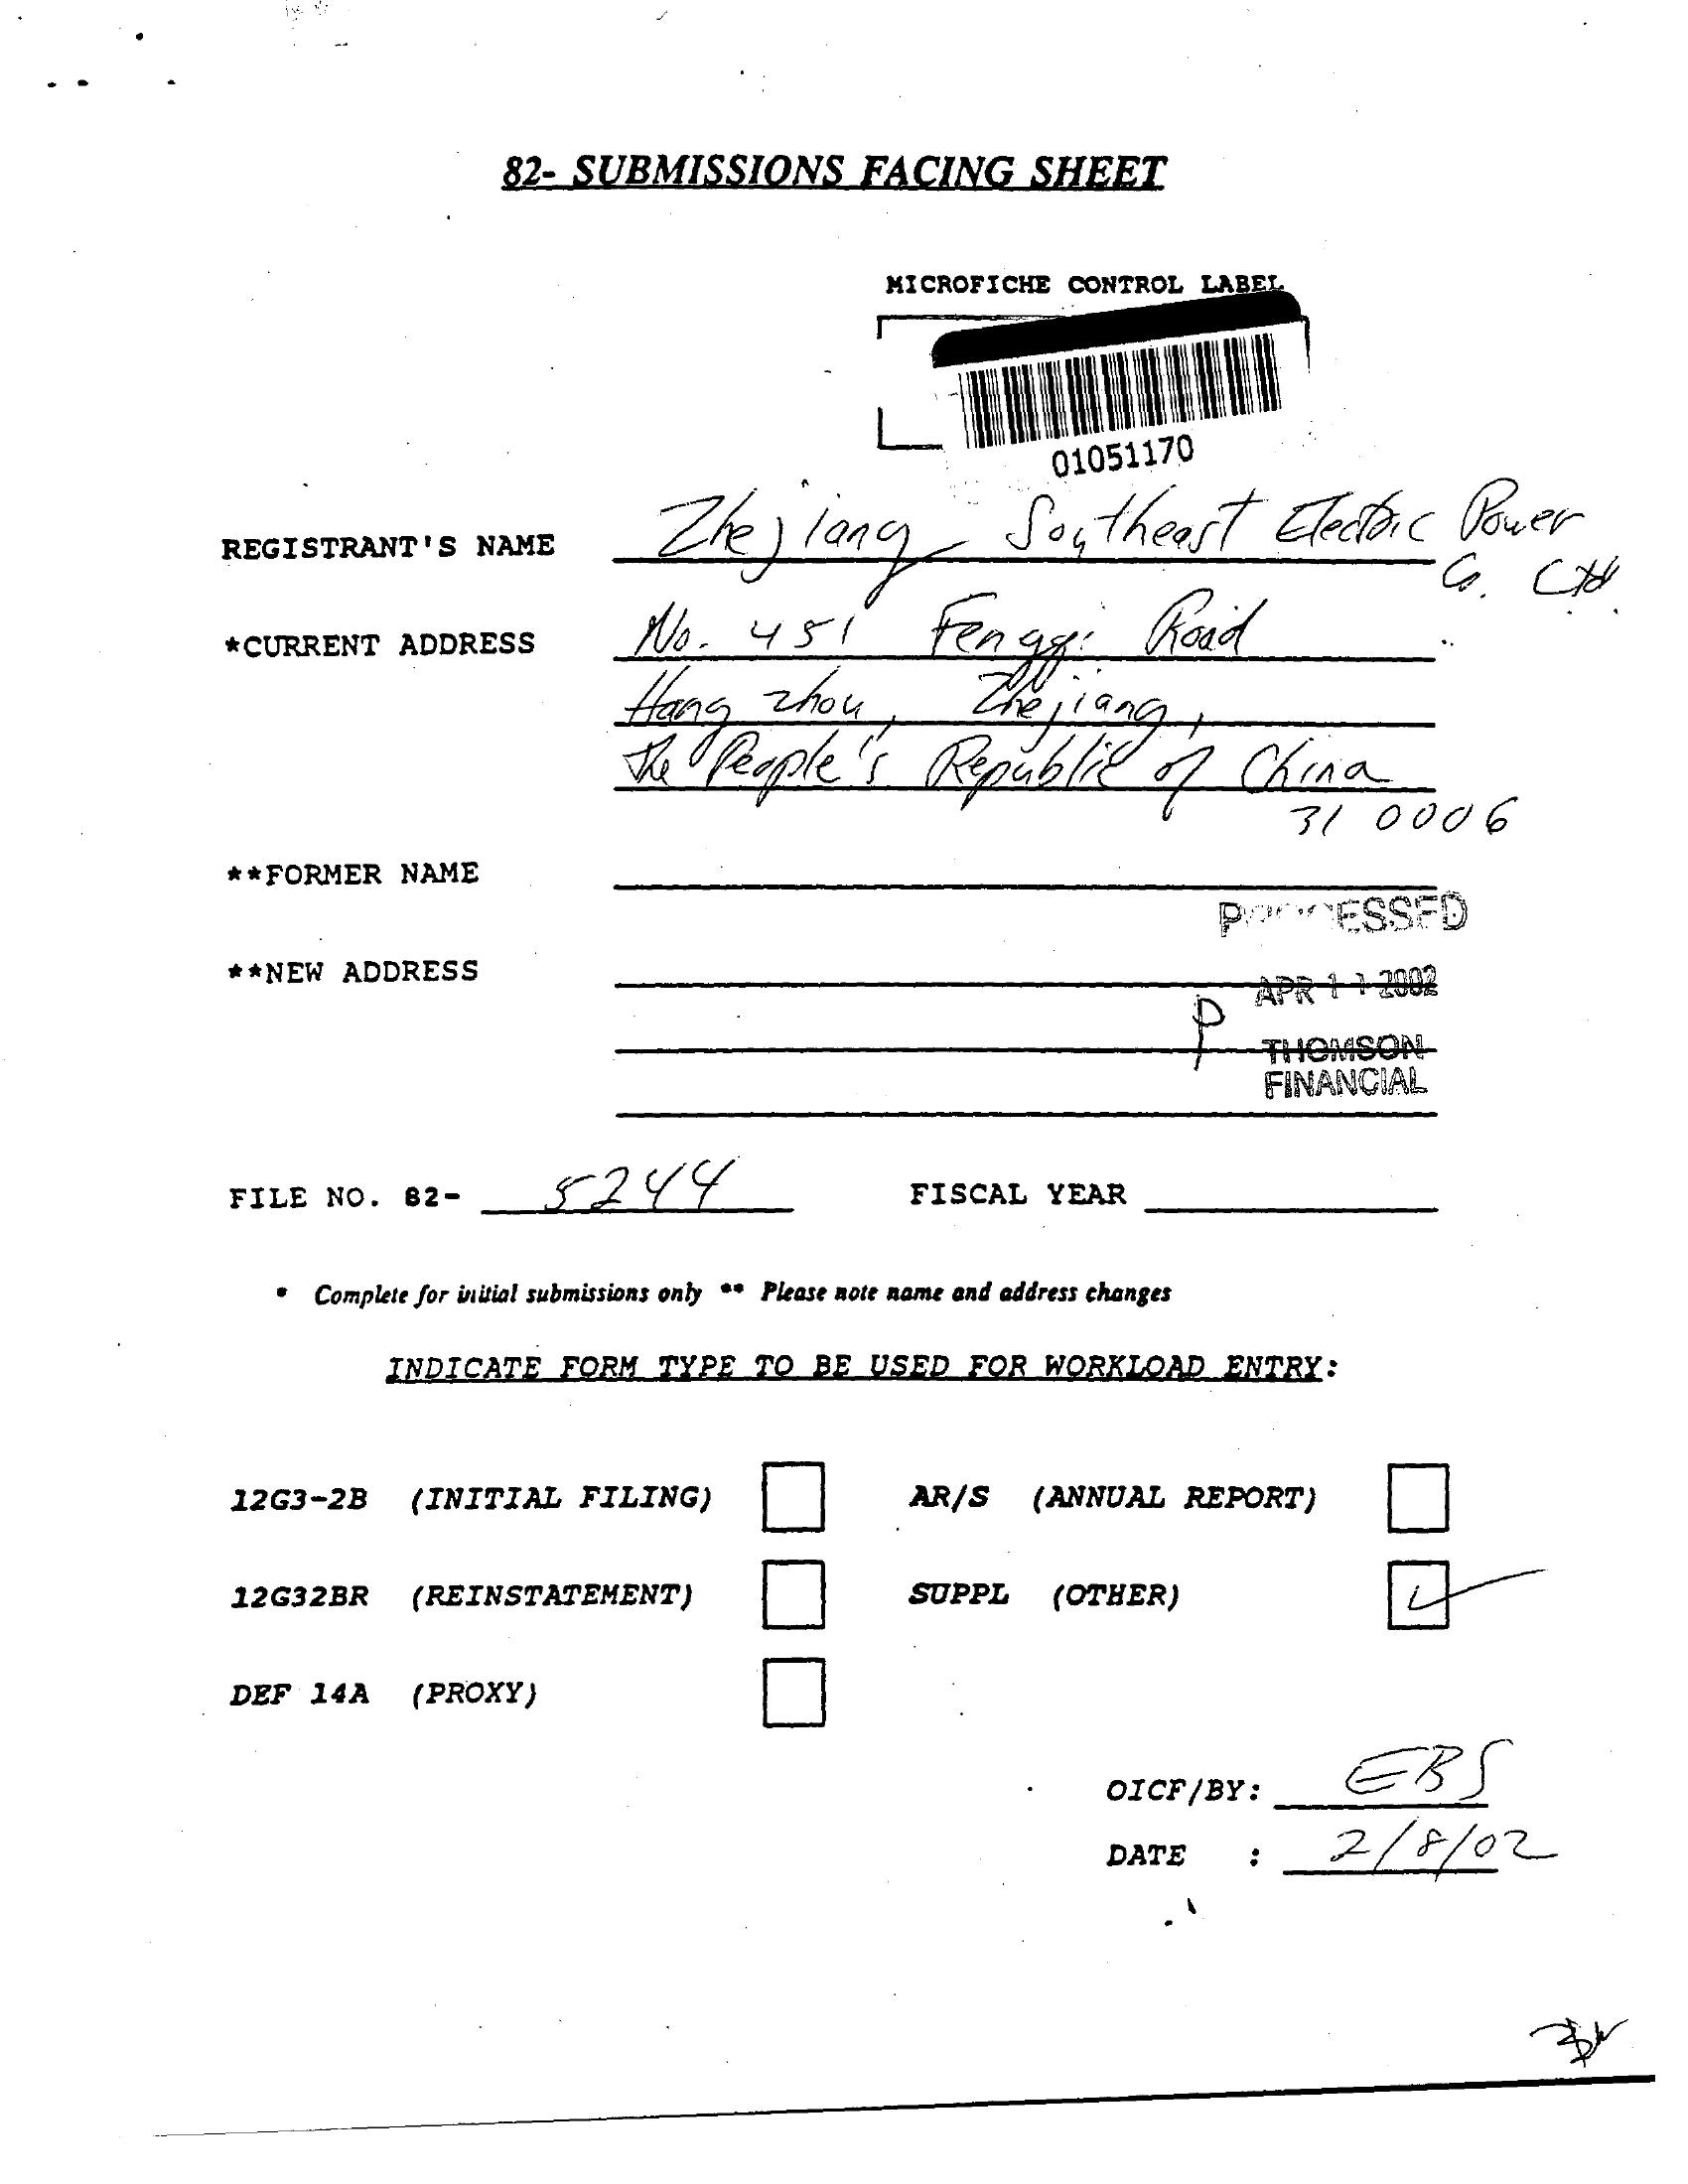 82- SUBMISSIONS FACING SHEET
MICROFICHE CONTROL LABEL
01051170
REGISTRANT'S NAME Zhejiang Southeast Electric Power
Co. Ltd
*CURRENT ADDRESS No. 451 Fengqi Road
Hangzhou, Zhejiang,
The People's Republic of China
310006
**FORMER NAME
PROCESSED
**NEW ADDRESS
APR 11 2002
P THOMSON
FINANCIAL
FILE NO. 82- 5244 FISCAL YEAR
* Complete for initial submissions only ** Please note name and address changes
INDICATE FORM TYPE TO BE USED FOR WORKLOAD ENTRY:
12G3-2B (INITIAL FILING) AR/S (ANNUAL REPORT)
12G32BR (REINSTATEMENT) SUPPL (OTHER)
DEF 14A (PROXY)
OICF/BY: EBS
DATE : 2/8/02